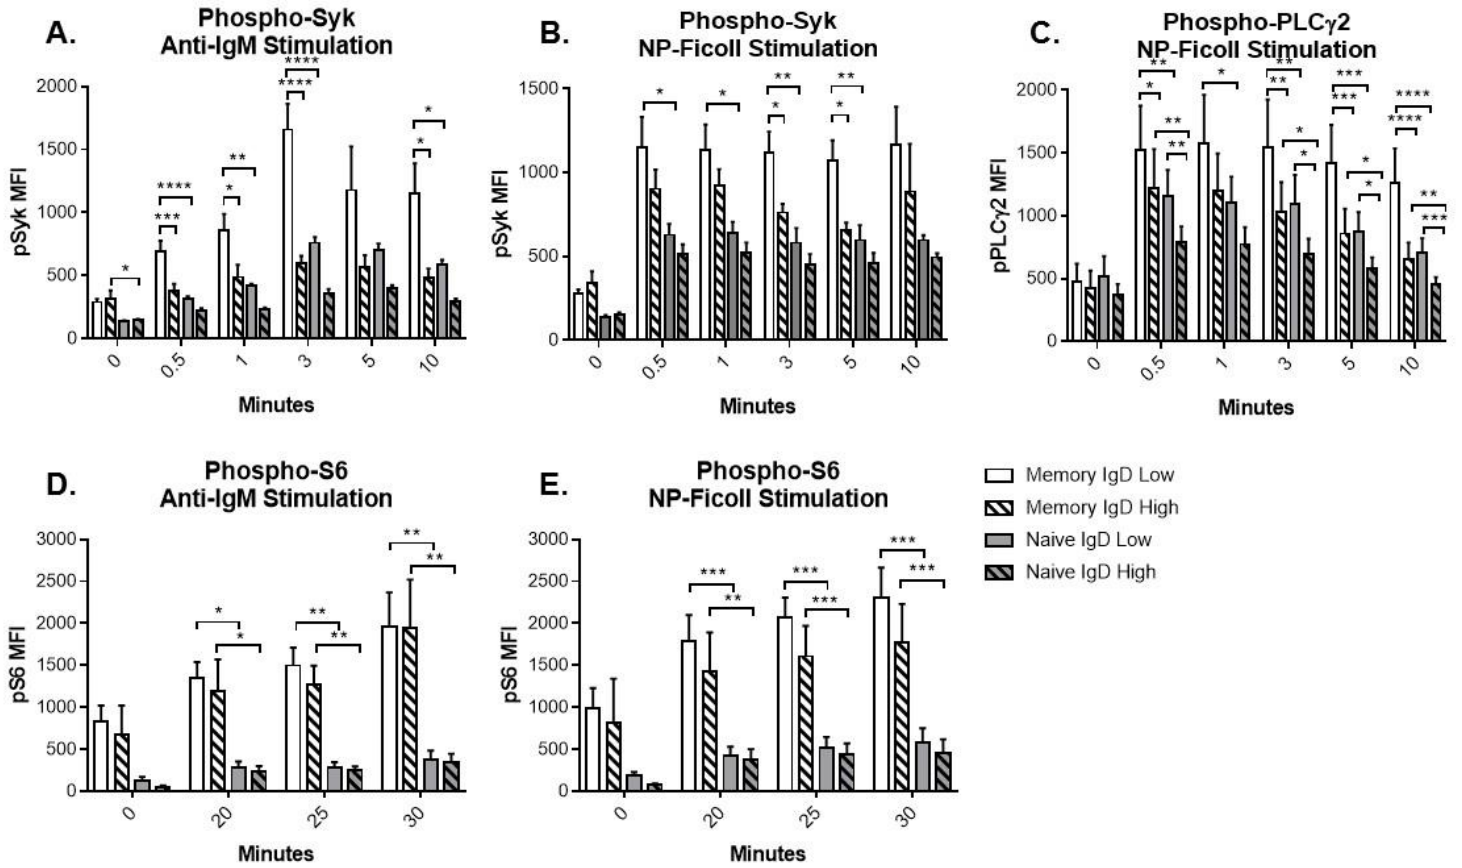 A.
Phospho-Syk
Anti-IgM Stimulation
pSyk MFI
2000
1500
1000
500
0
*
*** ****
* **
**** ****
* *
0 0.5 1 3 5 10
Minutes
B.
Phospho-Syk
NP-Ficoll Stimulation
pSyk MFI
1500
1000
500
0
*
*
* **
* **
0 0.5 1 3 5 10
Minutes
C.
Phospho-PLCγ2
NP-Ficoll Stimulation
pPLCγ2 MFI
2000
1500
1000
500
0
** * ** **
*
** ** * *
*** *** * *
**** **** ** ***
0 0.5 1 3 5 10
Minutes
D.
Phospho-S6
Anti-IgM Stimulation
pS6 MFI
3000
2500
2000
1500
1000
500
0
* *
** **
** **
0 20 25 30
Minutes
E.
Phospho-S6
NP-Ficoll Stimulation
pS6 MFI
3000
2500
2000
1500
1000
500
0
*** **
*** ***
*** ***
0 20 25 30
Minutes
Memory IgD Low
Memory IgD High
Naive IgD Low
Naive IgD High